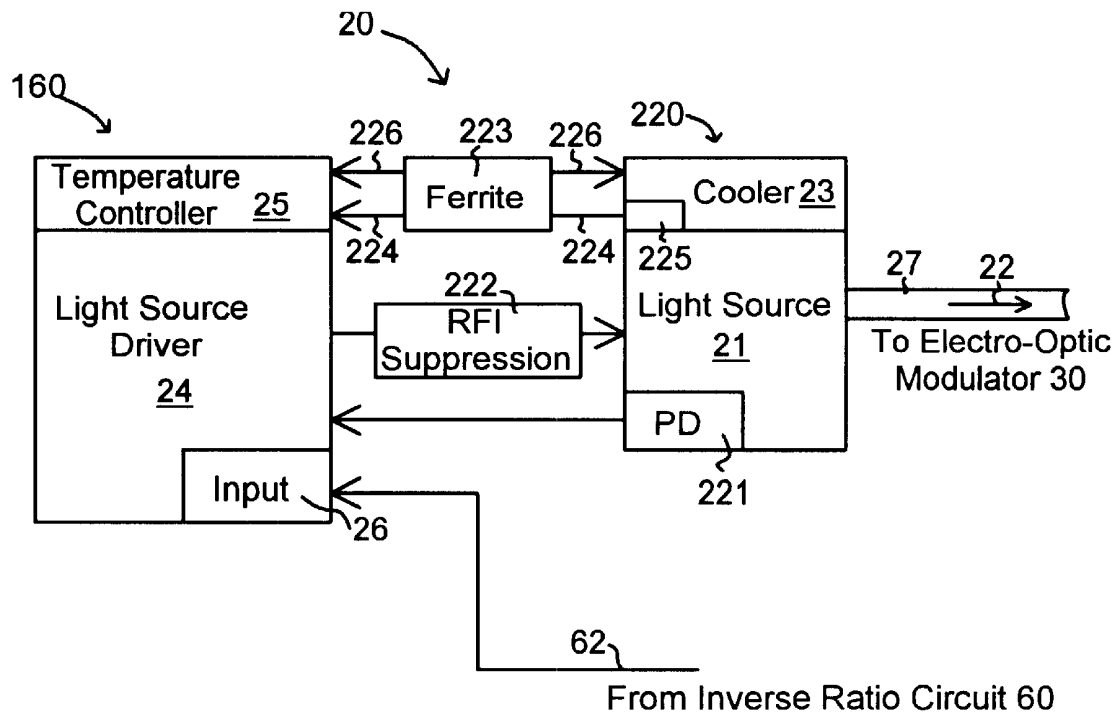 20
160
220
226
223
226
Temperature
Controller 25
Ferrite
Cooler 23
224
224
225
Light Source
Driver
24
222
RFI
Suppression
Light Source
21
27
22
To Electro-Optic
Modulator 30
PD
221
Input
26
62
From Inverse Ratio Circuit 60